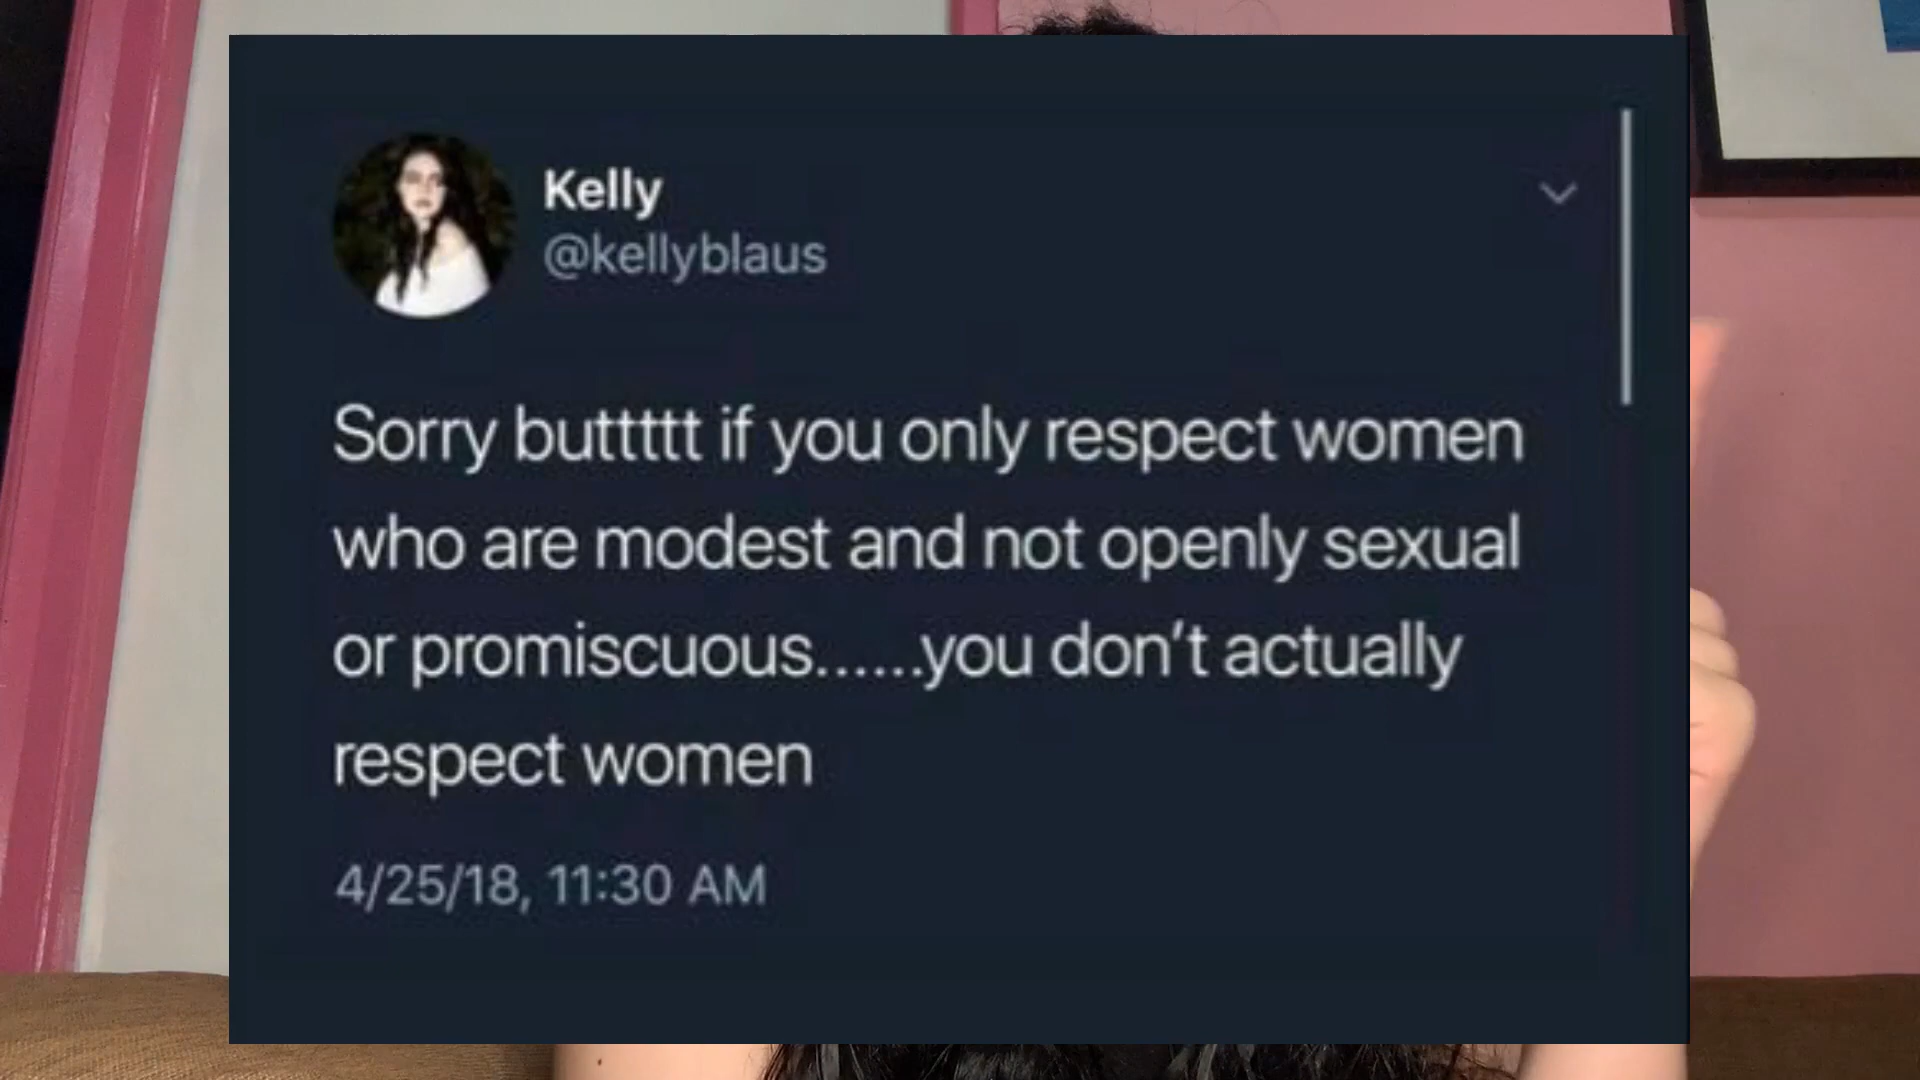 Kelly
@kellyblaus
Sorry buttttt if you only respect women
who are modest and not openly sexual
or promiscuous......you don't actually
respect women
4/25/18, 11:30 AM